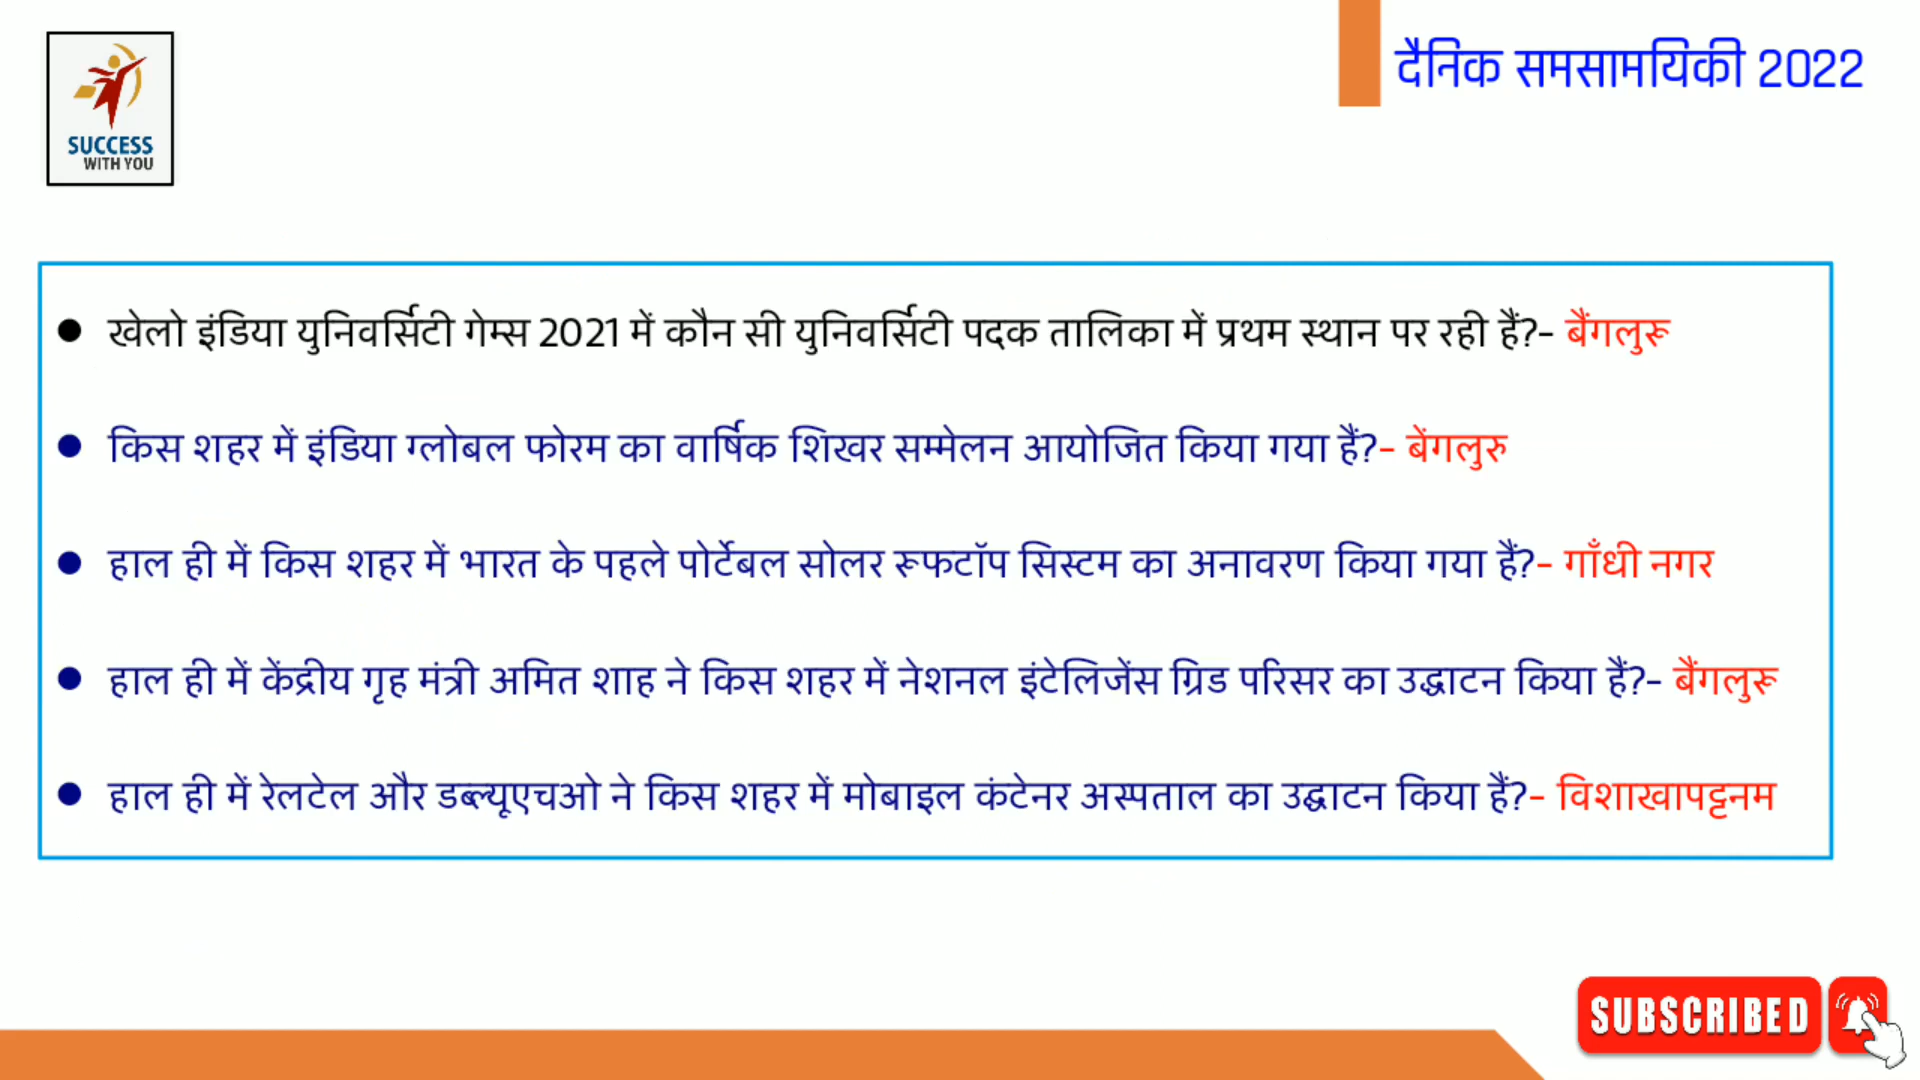 दैनिक समसामयिकी 2022
SUCCESS
WITH YOU
● खेलो इंडिया युनिवर्सिटी गेम्स 2021 में कौन सी युनिवर्सिटी पदक तालिका में प्रथम स्थान पर रही हैं?- बैंगलुरू
● किस शहर में इंडिया ग्लोबल फोरम का वार्षिक शिखर सम्मेलन आयोजित किया गया हैं?- बेंगलुरु
● हाल ही में किस शहर में भारत के पहले पोर्टेबल सोलर रूफटॉप सिस्टम का अनावरण किया गया हैं?- गाँधी नगर
● हाल ही में केंद्रीय गृह मंत्री अमित शाह ने किस शहर में नेशनल इंटेलिजेंस ग्रिड परिसर का उद्घाटन किया हैं?- बैंगलुरू
● हाल ही में रेलटेल और डब्ल्यूएचओ ने किस शहर में मोबाइल कंटेनर अस्पताल का उद्घाटन किया हैं?- विशाखापट्टनम
SUBSCRIBED